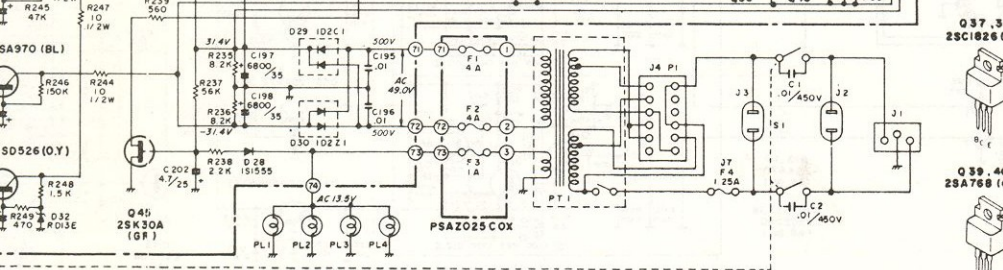 R245
47K
R247
10
1/2W
R239
560
SA970 (BL)
R246
150K
R244
10
1/2 W
R237
56K
31.4V
R235
8.2K
C197
6800/35
C198
6800/35
R236
8.2K
-31.4V
D29 1D2C1
500V
C195
.01
AC
49.0V
C196
.01
500V
D30 1D2Z1
71
71
F1
4A
1
72
72
F2
4A
2
73
73
F3
1A
3
J4 P1
PT1
J7
F4
1.25A
C1
.01/450V
J3
S1
J2
J1
C2
.01/450V
SD526(O,Y)
R248
1.5K
R249
470
D32
RD13E
Q45
2SK30A
(GR)
C202
4.7/25
R238
2.2K
D28
1S1555
74
AC13.5V
PL1
PL2
PL3
PL4
PSAZ025COX
Q37,3
2SC1826(
B C E
Q39,40
2SA768(